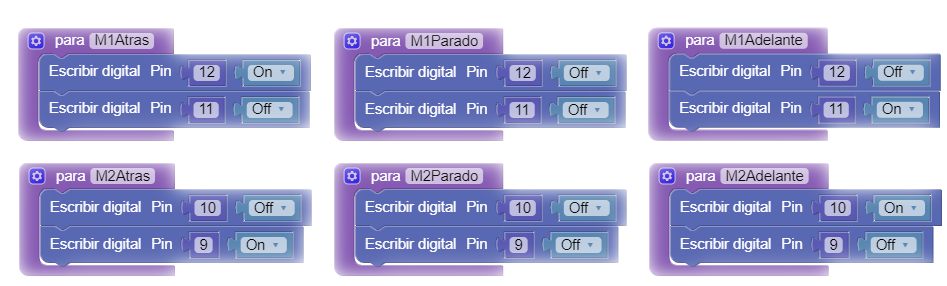 para M1Atras
Escribir digital Pin 12 On
Escribir digital Pin 11 Off
para M1Parado
Escribir digital Pin 12 Off
Escribir digital Pin 11 Off
para M1Adelante
Escribir digital Pin 12 Off
Escribir digital Pin 11 On
para M2Atras
Escribir digital Pin 10 Off
Escribir digital Pin 9 On
para M2Parado
Escribir digital Pin 10 Off
Escribir digital Pin 9 Off
para M2Adelante
Escribir digital Pin 10 On
Escribir digital Pin 9 Off